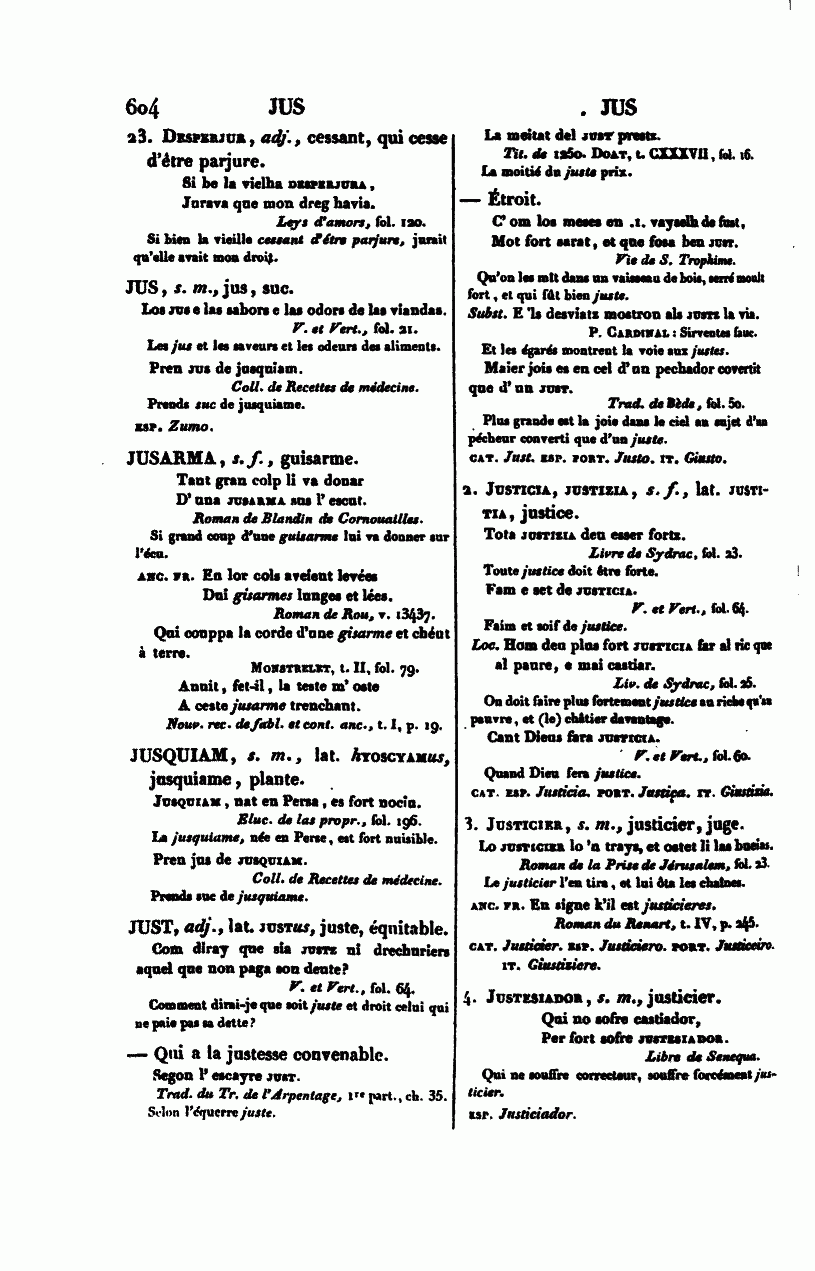 604 JUS
23. DESPERJUR, adj., cessant, qui cesse
d'être parjure.
Si be la vielha DESPERJURA,
Jurava que mon dreg havia.
Leys d'amors, fol. 120.
Si bien la vieille cessant d'être parjure, jurait
qu'elle avait mon droit.
JUS, s. m., jus, suc.
Los JUS e las sabors e las odors de las viandas.
V. et Vert., fol. 21.
Les jus et les saveurs et les odeurs des aliments.
Pren JUS de jusquiam.
Coll. de Recettes de médecine.
Prends suc de jusquiame.
ESP. Zumo.
JUSARMA, s. f., guisarme.
Tant gran colp li va donar
D' una JUSARMA sus l' escut.
Roman de Blandin de Cornouailles.
Si grand coup d'une guisarme lui va donner sur
l'écu.
ANC. FR. En lor cols aveient levées
Dui gisarmes lunges et lées.
Roman de Rou, v. 13437.
Qui couppa la corde d'une gisarme et chéut
à terre.
MONSTRELET, t. II, fol. 79.
Anuit, fet-il, la teste m' oste
A ceste jusarme trenchant.
Nouv. rec. de fabl. et cont. anc., t. I, p. 19.
JUSQUIAM, s. m., lat. hYOSCYAMus,
jusquiame, plante.
JUSQUIAM, nat en Persa, es fort nociu.
Eluc. de las propr., fol. 196.
La jusquiame, née en Perse, est fort nuisible.
Pren jus de JUSQUIAM.
Coll. de Recettes de médecine.
Prends suc de jusquiame.
JUST, adj., lat. JUSTus, juste, équitable.
Com diray que sia JUSTZ ni drechuriers
aquel que non paga son deute?
V. et Vert., fol. 64.
Comment dirai-je que soit juste et droit celui qui
ne paie pas sa dette?
— Qui a la justesse convenable.
Segon l' escayre JUST.
Trad. du Tr. de l'Arpentage, 1re part., ch. 35.
Selon l'équerre juste.
. JUS
La meitat del JUST preatz.
Tit. de 1260. DOAT, t. CXXXVII, fol. 16.
La moitié du juste prix.
— Étroit.
C' om los meses en .I. vayselh de fust,
Mot fort sarat, et que fosa ben JUST.
Vie de S. Trophime.
Qu'on les mît dans un vaisseau de bois, serré moult
fort, et qui fût bien juste.
Subst. E 'ls desviatz mostron als JUSTZ la via.
P. CARDINAL: Sirventes fauc.
Et les égarés montrent la voie aux justes.
Maier jois es en cel d' un pechador covertit
que d' un JUST.
Trad. de Bède, fol. 50.
Plus grande est la joie dans le ciel au sujet d'un
pécheur converti que d'un juste.
CAT. Just. ESP. PORT. Justo. IT. Giusto.
2. JUSTICIA, JUSTIZIA, s. f., lat. JUSTI-
TIA, justice.
Tota JUSTIZIA deu esser fortz.
Livre de Sydrac, fol. 23.
Toute justice doit être forte.
Fam e set de JUSTICIA.
V. et Vert., fol. 64.
Faim et soif de justice.
Loc. Hom deu plus fort JUSTICIA far al ric que
al paure, e mai castiar.
Liv. de Sydrac, fol. 25.
On doit faire plus fortement justice au riche qu'au
pauvre, et (le) châtier davantage.
Cant Dieus fara JUSTICIA.
V. et Vert., fol. 60.
Quand Dieu fera justice.
CAT. ESP. Justicia. PORT. Justiça. IT. Giustizia.
3. JUSTICIER, s. m., justicier, juge.
Lo JUSTICIER lo 'n trays, et ostet li las bueias.
Roman de la Prise de Jérusalem, fol. 23.
Le justicier l'en tira, et lui ôta les chaînes.
ANC. FR. En signe k'il est justicieres.
Roman du Renart, t. IV, p. 245.
CAT. Justicier. ESP. Justiciero. PORT. Justiceiro.
IT. Giustiziere.
4. JUSTESIADOR, s. m., justicier.
Qui no sofre castiador,
Per fort sofre JUSTESIADOR.
Libre de Senequa.
Qui ne souffre correcteur, souffre forcément jus-
ticier.
ESP. Justiciador.